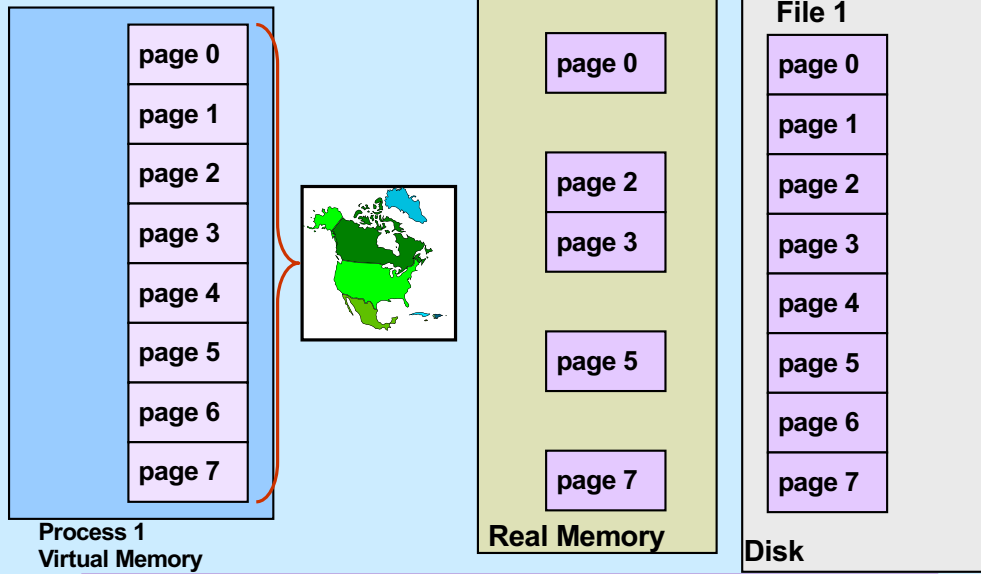 page 0
page 1
page 2
page 3
page 4
page 5
page 6
page 7
Process 1
Virtual Memory
page 0
page 2
page 3
page 5
page 7
Real Memory
File 1
page 0
page 1
page 2
page 3
page 4
page 5
page 6
page 7
Disk